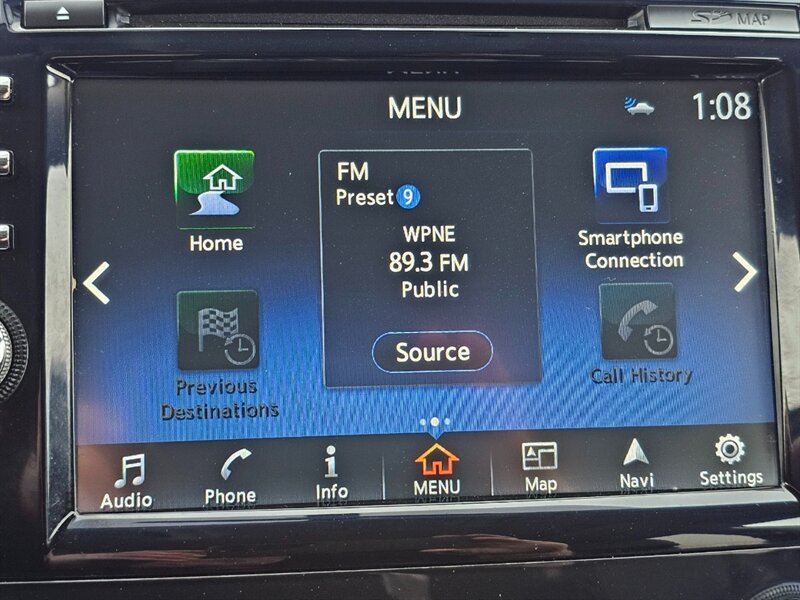 SD MAP
MENU
1:08
Home
FM
Preset 9
WPNE
89.3 FM
Public
Source
Smartphone
Connection
Previous
Destinations
Call History
Audio
Phone
Info
MENU
Map
Navi
Settings